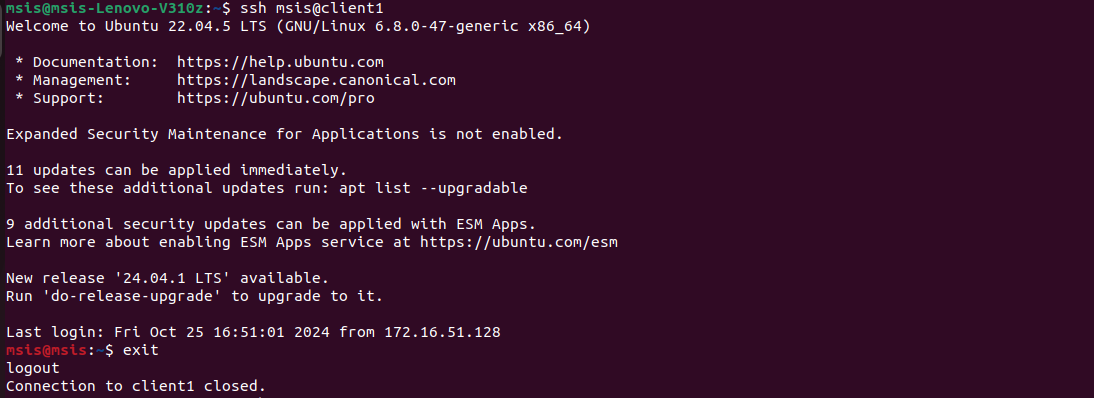 msis@msis-Lenovo-V310z:~$ ssh msis@client1
Welcome to Ubuntu 22.04.5 LTS (GNU/Linux 6.8.0-47-generic x86_64)
* Documentation:  https://help.ubuntu.com
* Management:     https://landscape.canonical.com
* Support:        https://ubuntu.com/pro
Expanded Security Maintenance for Applications is not enabled.
11 updates can be applied immediately.
To see these additional updates run: apt list --upgradable
9 additional security updates can be applied with ESM Apps.
Learn more about enabling ESM Apps service at https://ubuntu.com/esm
New release '24.04.1 LTS' available.
Run 'do-release-upgrade' to upgrade to it.
Last login: Fri Oct 25 16:51:01 2024 from 172.16.51.128
msis@msis:~$ exit
logout
Connection to client1 closed.